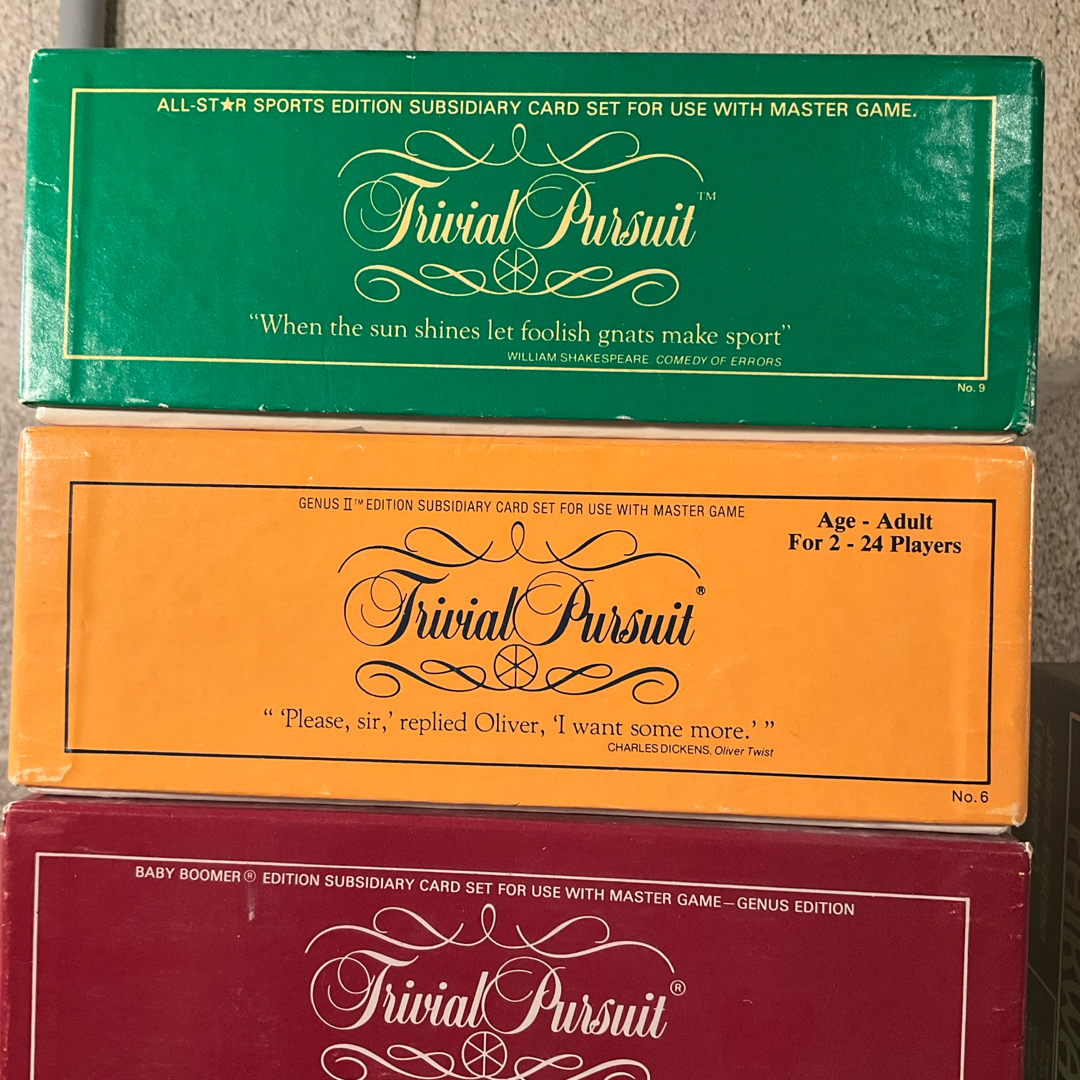 ALL-ST★R SPORTS EDITION SUBSIDIARY CARD SET FOR USE WITH MASTER GAME.
Trivial Pursuit™
“When the sun shines let foolish gnats make sport”
WILLIAM SHAKESPEARE. COMEDY OF ERRORS
No. 9
GENUS II™ EDITION SUBSIDIARY CARD SET FOR USE WITH MASTER GAME
Age - Adult
For 2 - 24 Players
Trivial Pursuit®
“ ‘Please, sir,’ replied Oliver, ‘I want some more.’ ”
CHARLES DICKENS, Oliver Twist
No. 6
BABY BOOMER® EDITION SUBSIDIARY CARD SET FOR USE WITH MASTER GAME—GENUS EDITION
Trivial Pursuit®